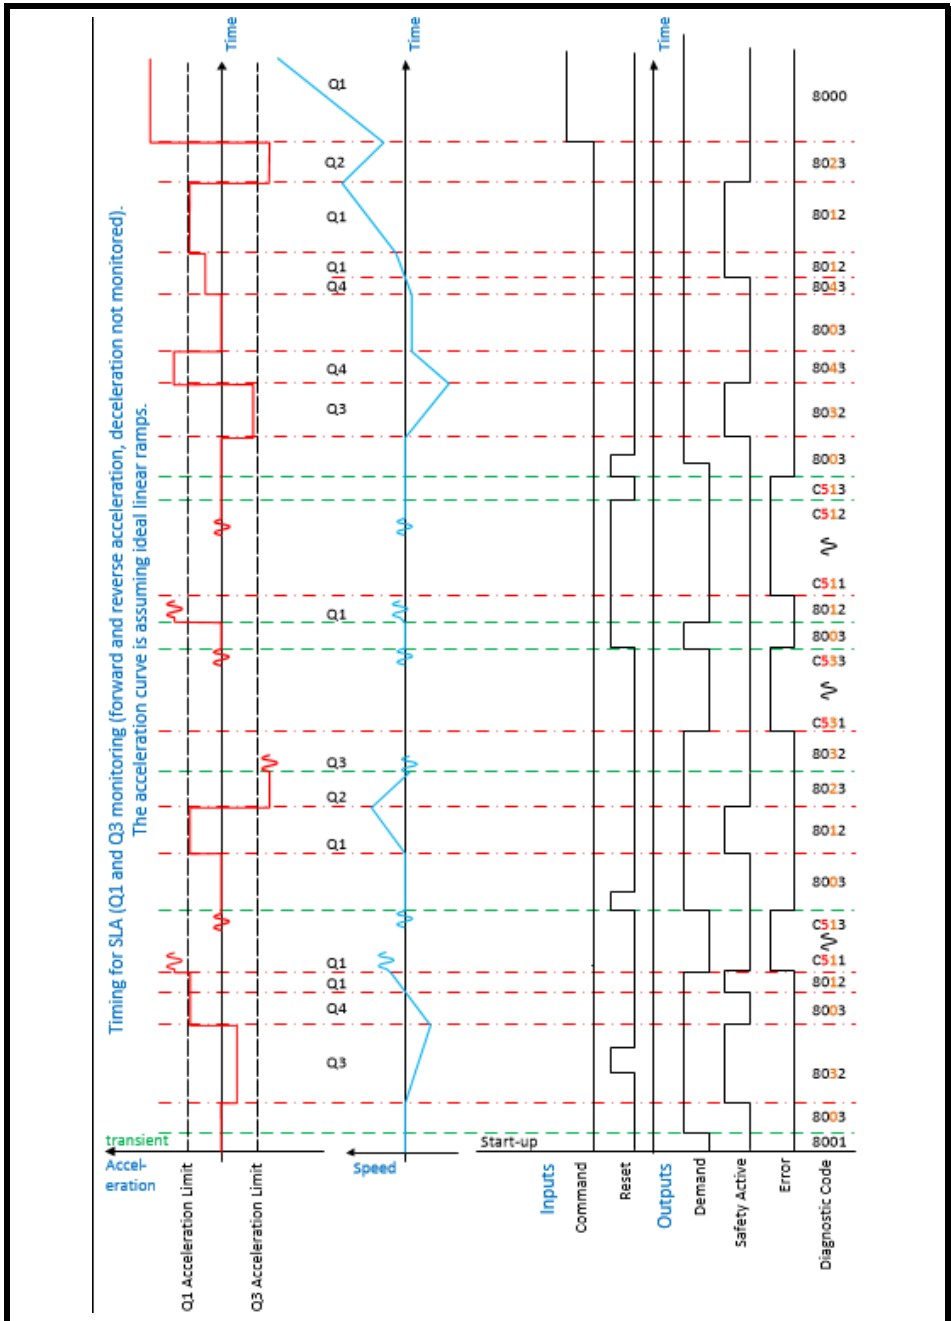 Timing for SLA (Q1 and Q3 monitoring (forward and reverse acceleration, deceleration not monitored).
The acceleration curve is assuming ideal linear ramps.
Time
Time
Time
Q1
Q2
Q1
Q1
Q4
Q4
Q3
Q1
Q3
Q2
Q1
Q1
Q1
Q4
Q3
8000
8023
8012
8012
8043
8003
8043
8032
8003
C513
C512
C511
8012
8003
C533
C531
8032
8023
8012
8003
C513
C511
8012
8003
8032
8003
8001
transient
Accel-
eration
Speed
Start-up
Q1 Acceleration Limit
Q3 Acceleration Limit
Inputs
Command
Reset
Outputs
Demand
Safety Active
Error
Diagnostic Code